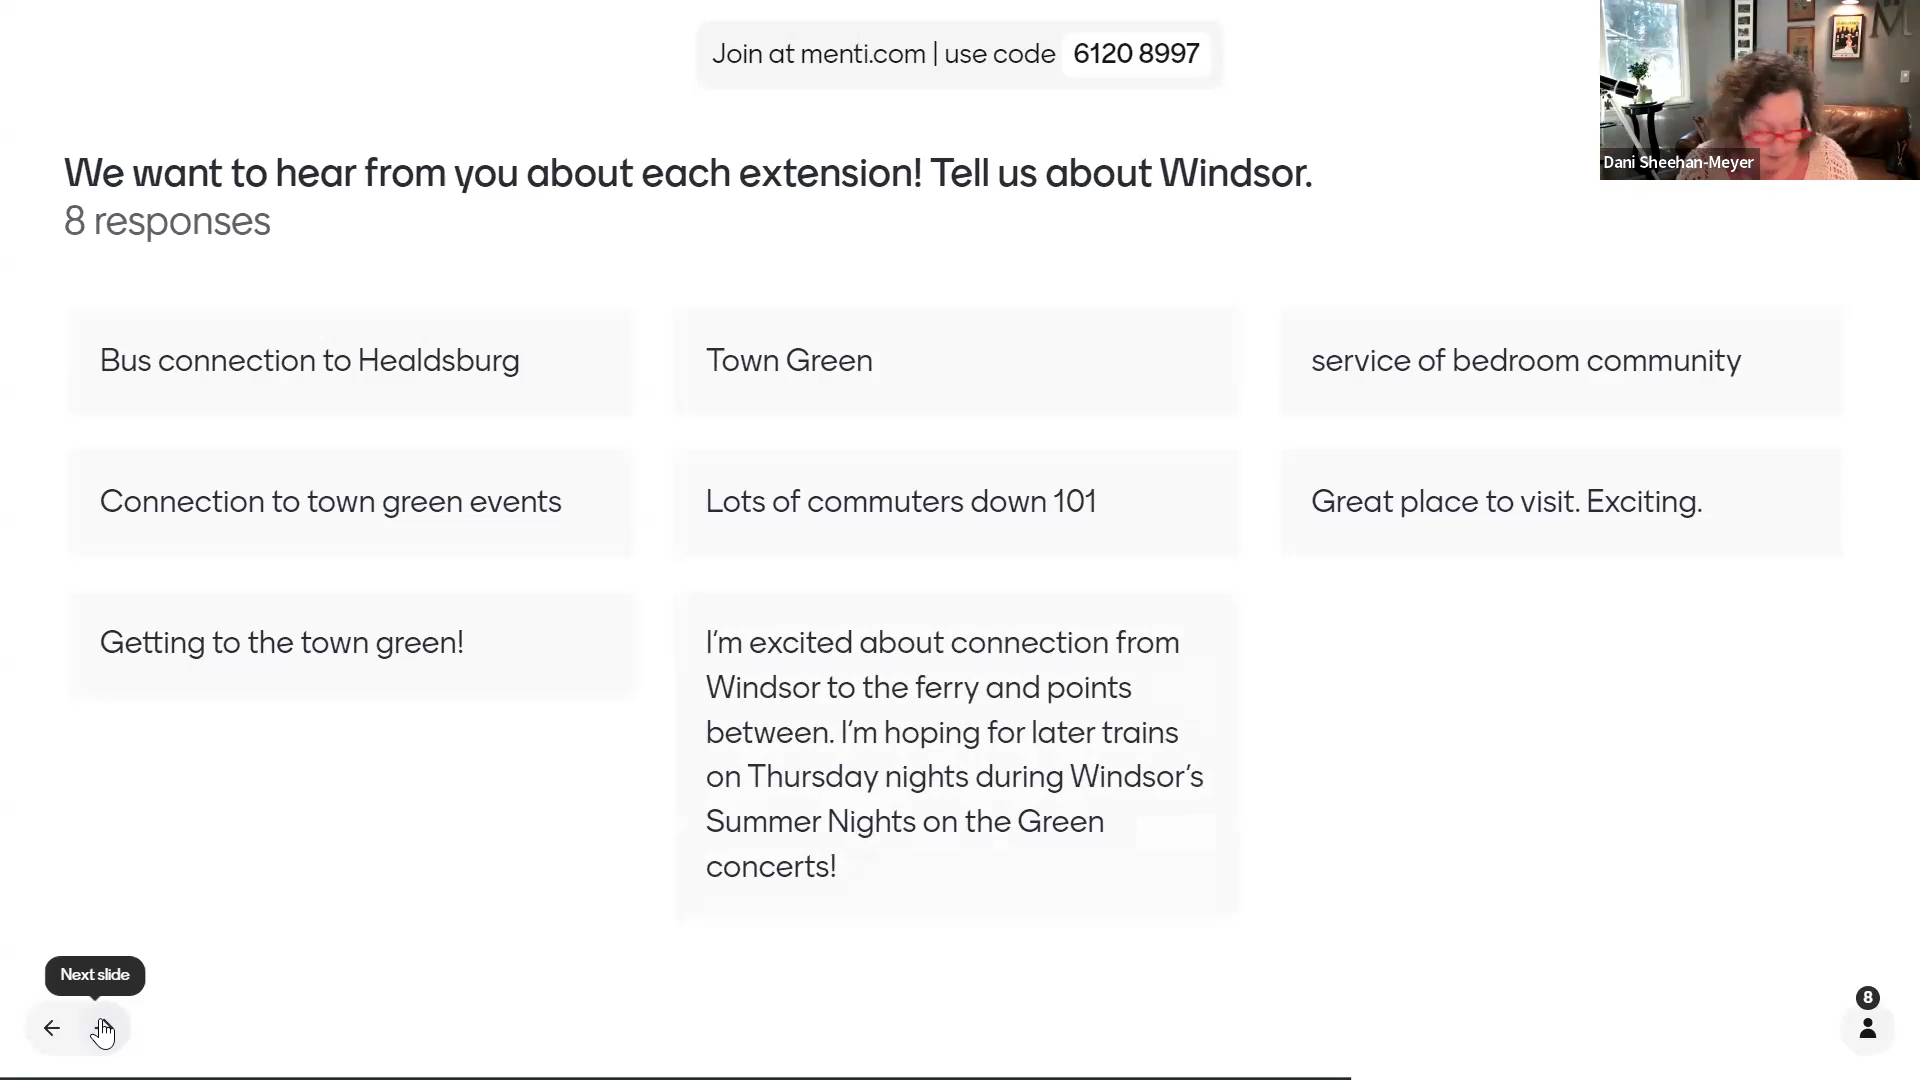 Join at menti.com | use code 6120 8997
We want to hear from you about each extension! Tell us about Windsor.
8 responses
Dani Sheehan-Meyer
Bus connection to Healdsburg
Town Green
service of bedroom community
Connection to town green events
Lots of commuters down 101
Great place to visit. Exciting.
Getting to the town green!
I'm excited about connection from
Windsor to the ferry and points
between. I'm hoping for later trains
on Thursday nights during Windsor's
Summer Nights on the Green
concerts!
Next slide
8